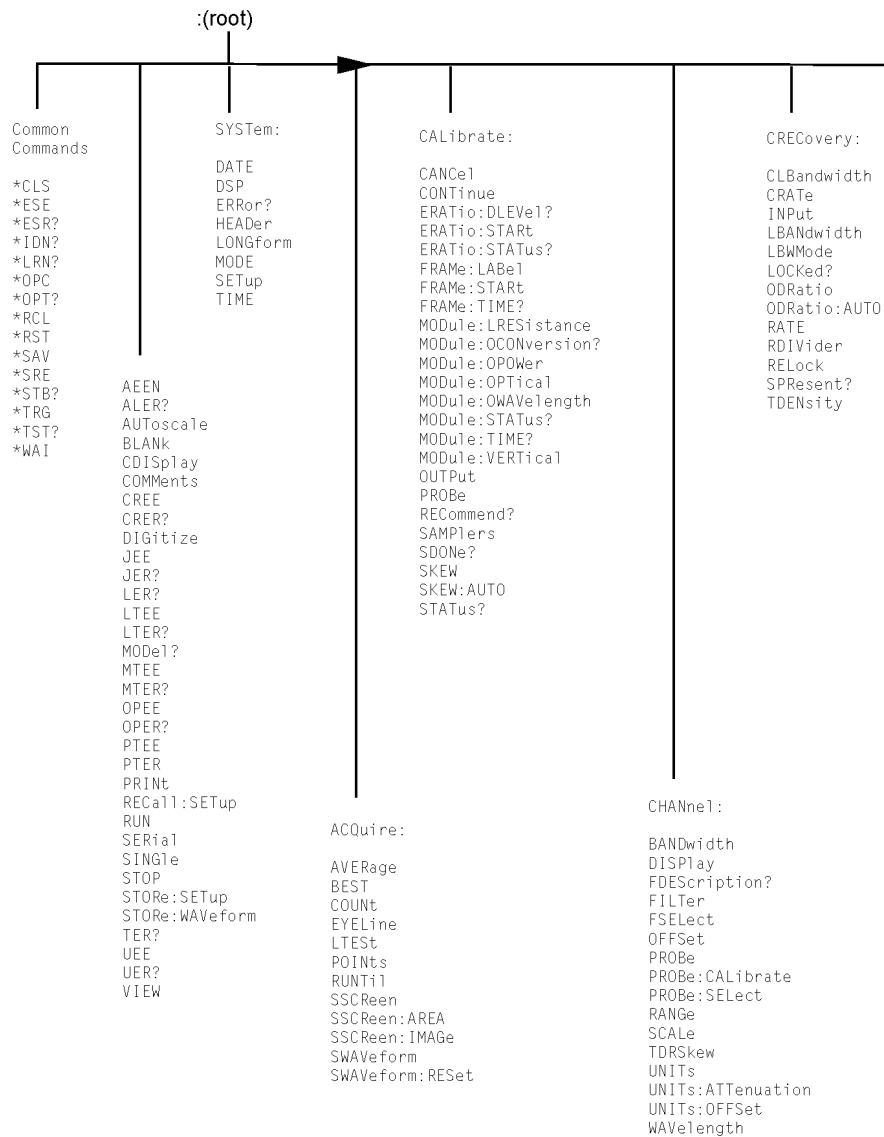 :(root)
Common
Commands
*CLS
*ESE
*ESR?
*IDN?
*LRN?
*OPC
*OPT?
*RCL
*RST
*SAV
*SRE
*STB?
*TRG
*TST?
*WAI
AEEN
ALER?
AUToscale
BLANk
CDISplay
COMMents
CREE
CRER?
DIGitize
JEE
JER?
LER?
LTEE
LTER?
MODel?
MTEE
MTER?
OPEE
OPER?
PTEE
PTER
PRINt
RECall:SETup
RUN
SERial
SINGle
STOP
STORe:SETup
STORe:WAVeform
TER?
UEE
UER?
VIEW
SYSTem:
DATE
DSP
ERRor?
HEADer
LONGform
MODE
SETup
TIME
ACQuire:
AVERage
BEST
COUNt
EYELine
LTESt
POINts
RUNTil
SSCReen
SSCReen:AREA
SSCReen:IMAGe
SWAVeform
SWAVeform:RESet
CALibrate:
CANCel
CONTinue
ERATio:DLEVel?
ERATio:STARt
ERATio:STATus?
FRAMe:LABel
FRAMe:STARt
FRAMe:TIME?
MODule:LRESistance
MODule:OCONversion?
MODule:OPOWer
MODule:OPTical
MODule:OWAVelength
MODule:STATus?
MODule:TIME?
MODule:VERTical
OUTPut
PROBe
RECommend?
SAMPlers
SDONe?
SKEW
SKEW:AUTO
STATus?
CHANnel:
BANDwidth
DISPlay
FDEScription?
FILTer
FSELect
OFFSet
PROBe
PROBe:CALibrate
PROBe:SELect
RANGe
SCALe
TDRSkew
UNITs
UNITs:ATTenuation
UNITs:OFFSet
WAVelength
CRECovery:
CLBandwidth
CRATe
INPut
LBANdwidth
LBWMode
LOCKed?
ODRatio
ODRatio:AUTO
RATE
RDIVider
RELock
SPResent?
TDENsity